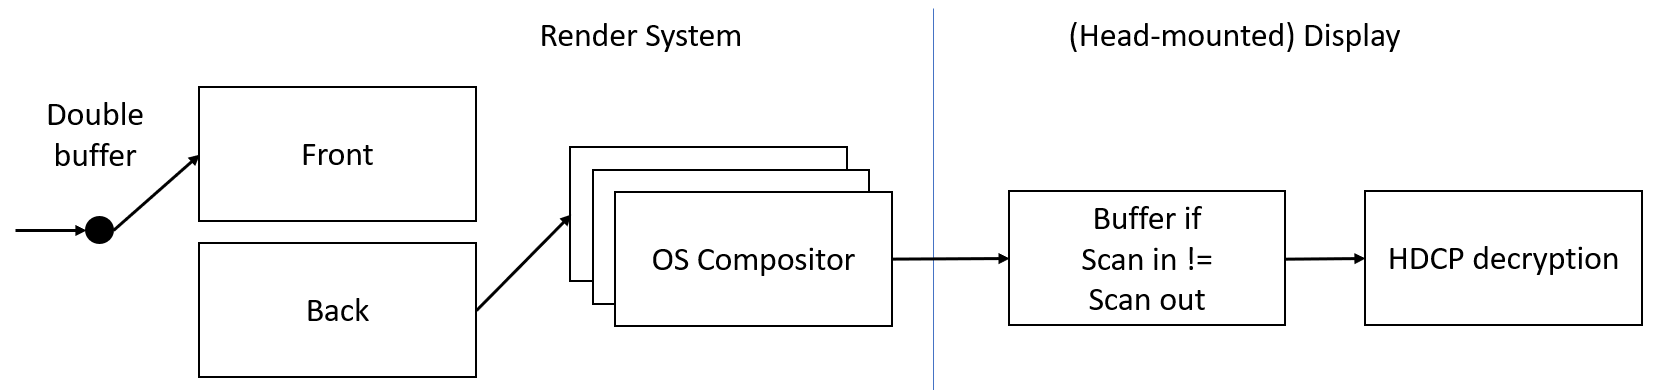 Render System
(Head-mounted) Display
Double
buffer
Front
Back
OS Compositor
Buffer if
Scan in !=
Scan out
HDCP decryption